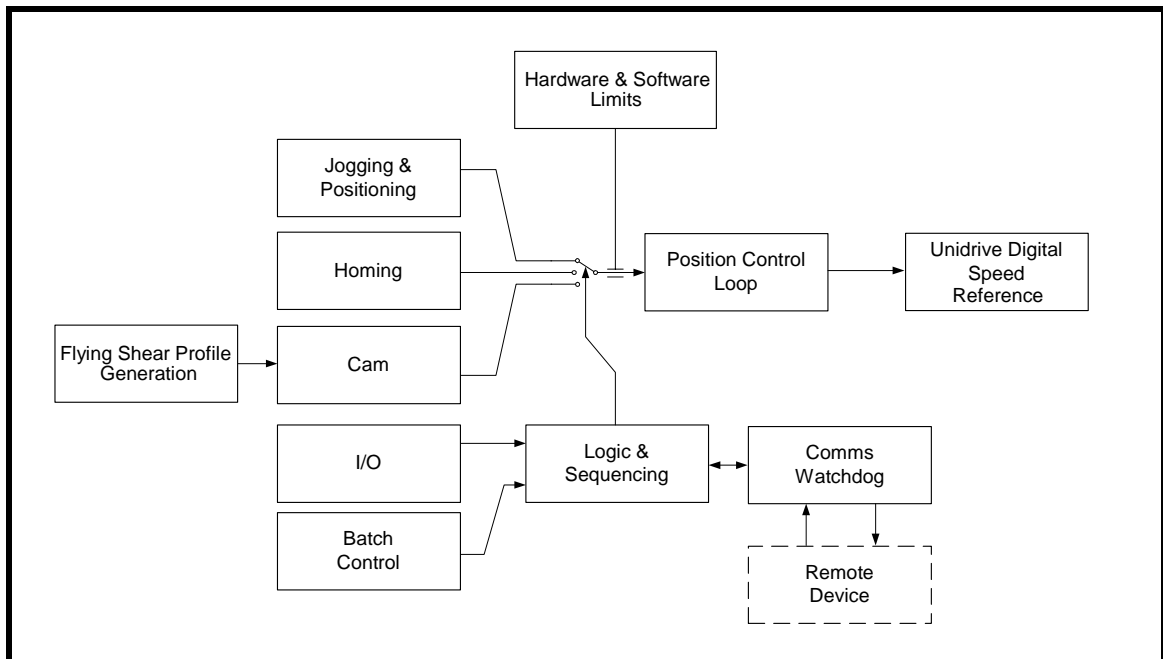 Hardware & Software
Limits
Jogging &
Positioning
Homing
Position Control
Loop
Unidrive Digital
Speed
Reference
Flying Shear Profile
Generation
Cam
I/O
Logic &
Sequencing
Comms
Watchdog
Batch
Control
Remote
Device